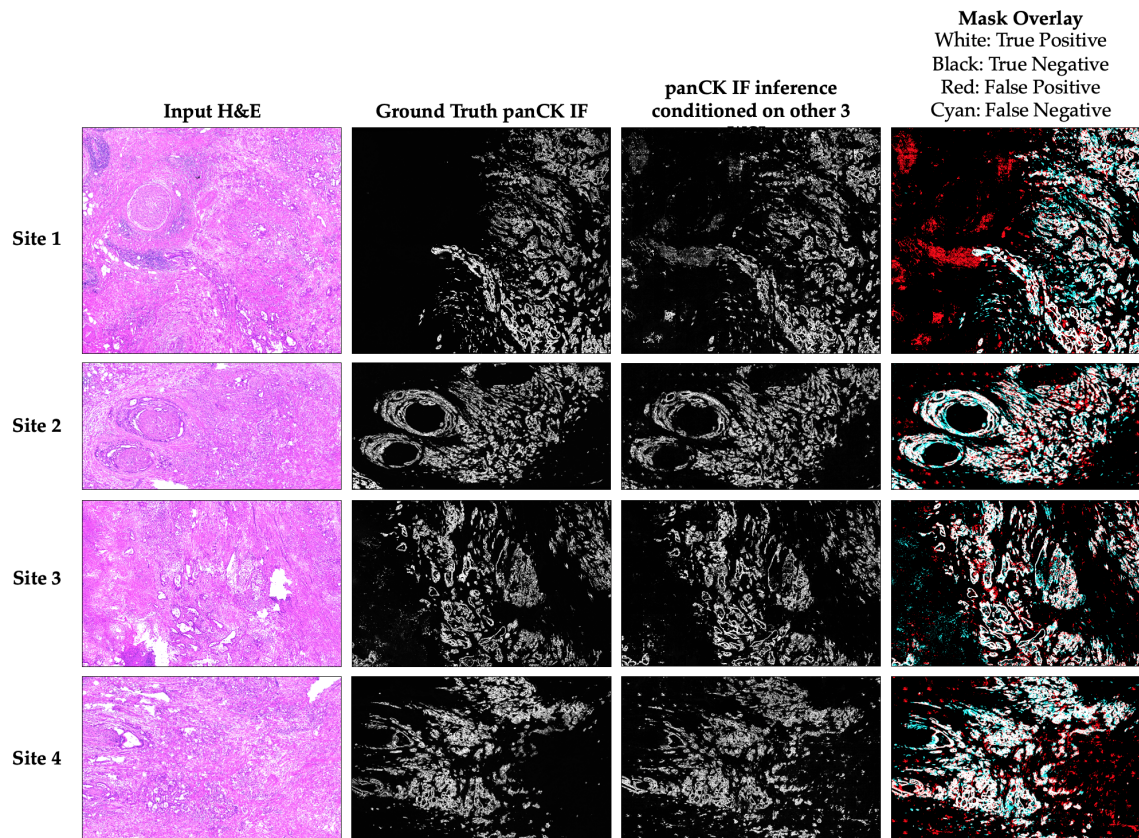 Mask Overlay
White: True Positive
Black: True Negative
Red: False Positive
Cyan: False Negative
Input H&E
Ground Truth panCK IF
panCK IF inference
conditioned on other 3
Site 1
Site 2
Site 3
Site 4